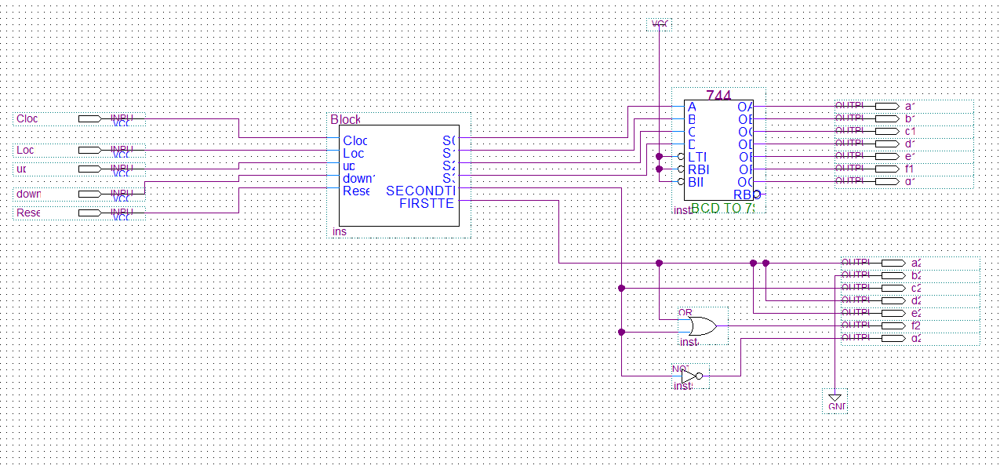 VCC
744
Block
Cloc
INPU
VCC
Loc
INPU
VCC
up
INPU
VCC
down
INPU
VCC
Rese
INPU
VCC
Cloc
Loc
up
down1
Rese
S0
S1
S2
S3
SECONDTI
FIRSTTE
ins
A
B
C
D
LTI
RBI
BII
OA
OB
OC
OD
OE
OF
OG
RBO
inst
BCD TO 7S
OUTPU
a1
OUTPU
b1
OUTPU
c1
OUTPU
d1
OUTPU
e1
OUTPU
f1
OUTPU
g1
OUTPU
a2
OUTPU
b2
OUTPU
c2
OUTPU
d2
OUTPU
e2
OUTPU
f2
OUTPU
g2
OR
inst
NOT
inst
GND